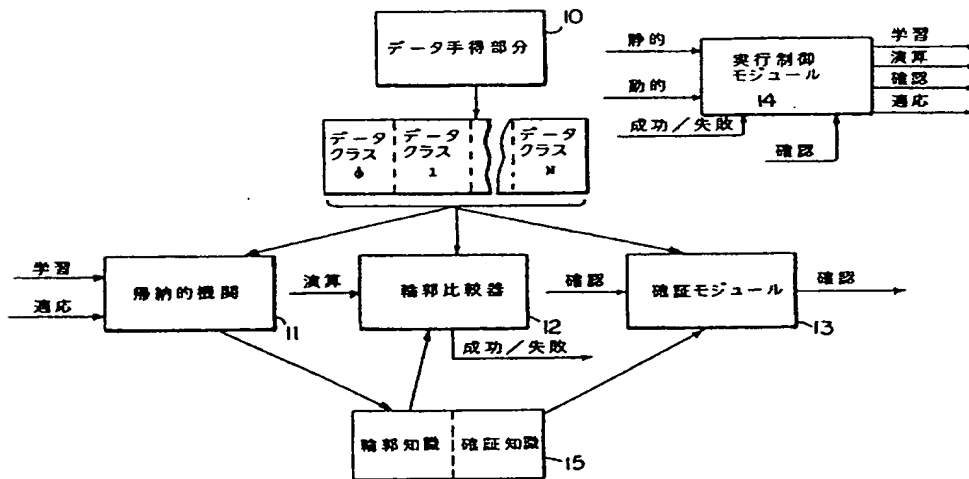 10
データ手得部分
静的
動的
実行制御
モジュール
14
学習
演算
確認
適応
成功/失敗
確認
データ
クラス
0
データ
クラス
1
データ
クラス
N
学習
適応
帰納的機関
11
演算
輪郭比較器
12
成功/失敗
確認
確証モジュール
確認
13
輪郭知識
確証知識
15